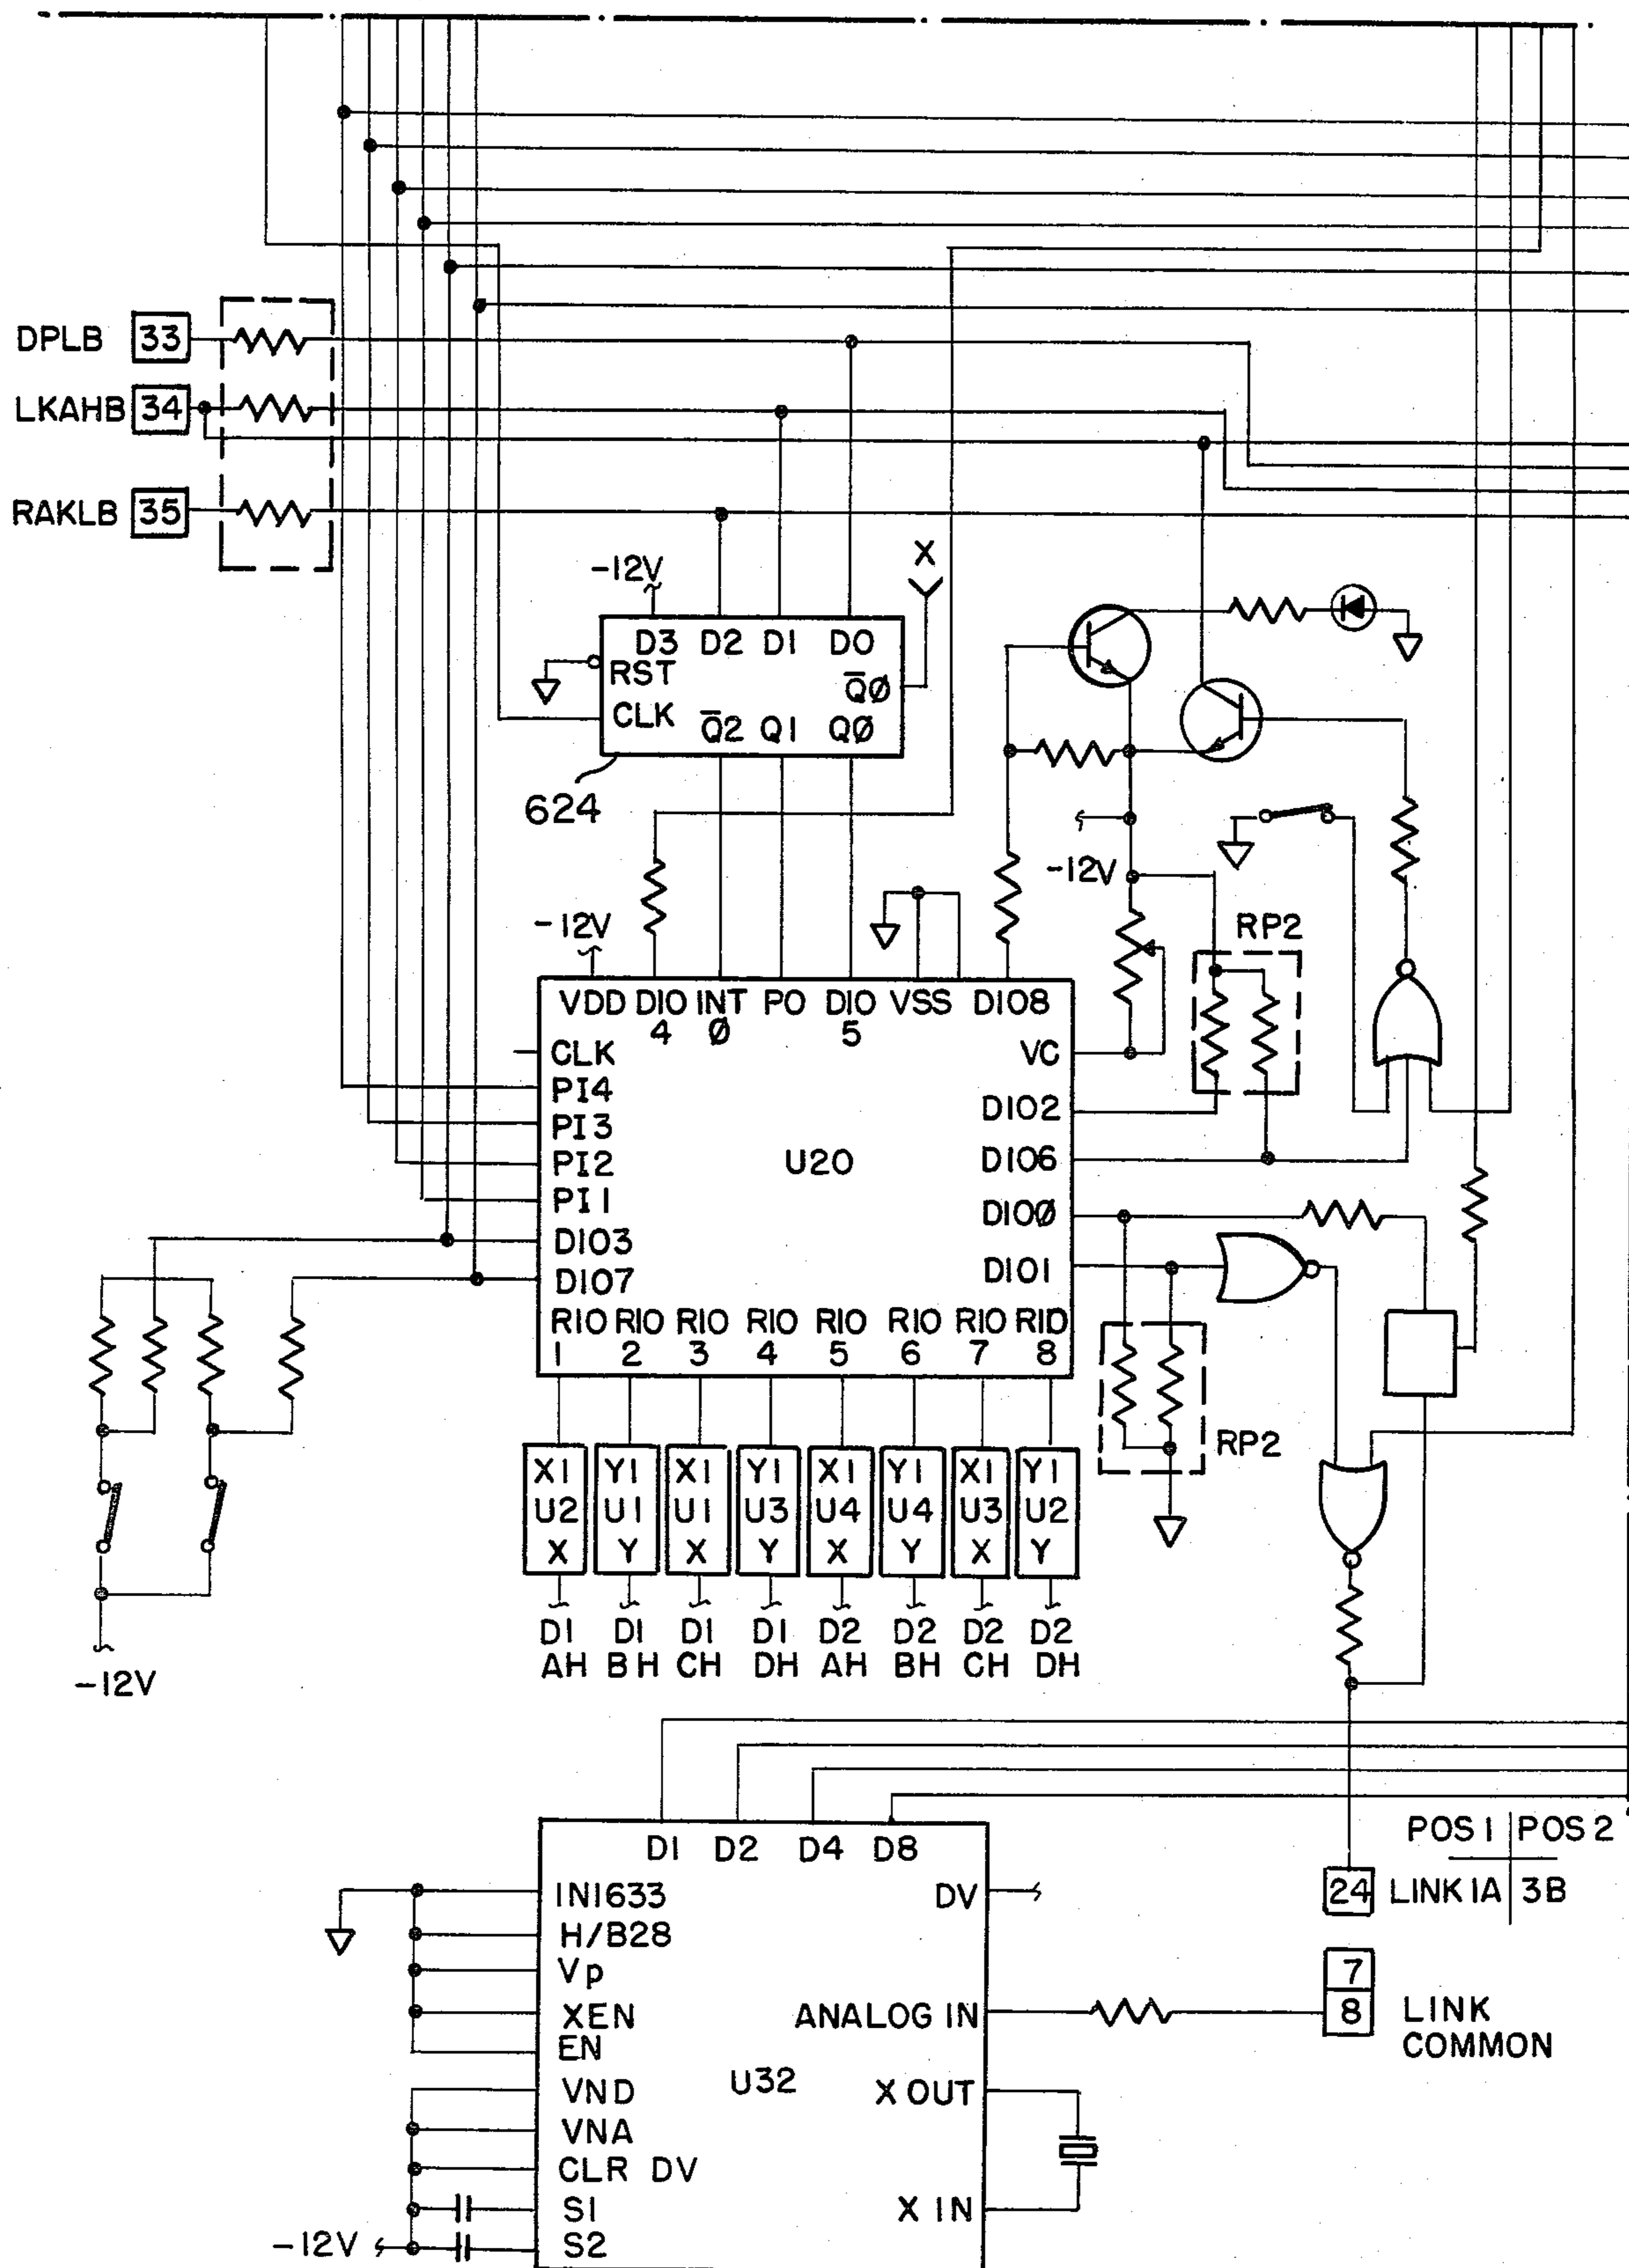 DPLB 33
LKAHB 34
RAKLB 35
-12V
X
D3 D2 D1 D0
RST
Q̅Ø
CLK
Q̅2 Q1 QØ
624
-12V
-12V
RP2
VDD DIO4 INTØ PO DIO5 VSS DIO8
CLK
VC
PI4
DIO2
PI3
PI2
U20
DIO6
PI1
DIOØ
DIO3
DIO1
DIO7
RIO RIO RIO RIO RIO RIO RIO RID
1 2 3 4 5 6 7 8
RP2
X1 Y1 X1 Y1 X1 Y1 X1 Y1
U2 U1 U1 U3 U4 U4 U3 U2
X Y X Y X Y X Y
D1 D1 D1 D1 D2 D2 D2 D2
AH BH CH DH AH BH CH DH
-12V
D1 D2 D4 D8
POS 1 POS 2
24 LINK 1A 3B
IN1633
DV
H/B28
Vp
7
XEN
ANALOG IN
8 LINK
COMMON
EN
U32
VND
X OUT
VNA
CLR DV
S1
X IN
-12V
S2